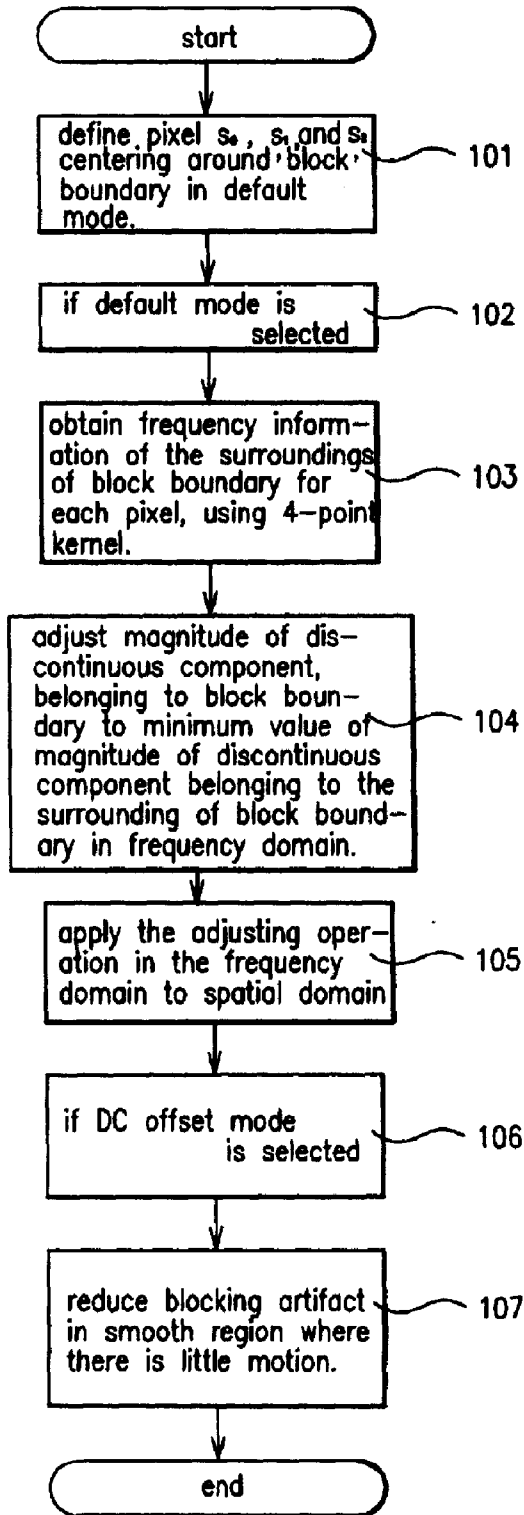 start
define pixel s₀, s₁ and s₂
centering around block
boundary in default
mode.
101
if default mode is
selected
102
obtain frequency inform-
ation of the surroundings
of block boundary for
each pixel, using 4-point
kernel.
103
adjust magnitude of dis-
continuous component,
belonging to block boun-
dary to minimum value of
magnitude of discontinuous
component belonging to the
surrounding of block bound-
ary in frequency domain.
104
apply the adjusting oper-
ation in the frequency
domain to spatial domain
105
if DC offset mode
is selected
106
reduce blocking artifact
in smooth region where
there is little motion.
107
end